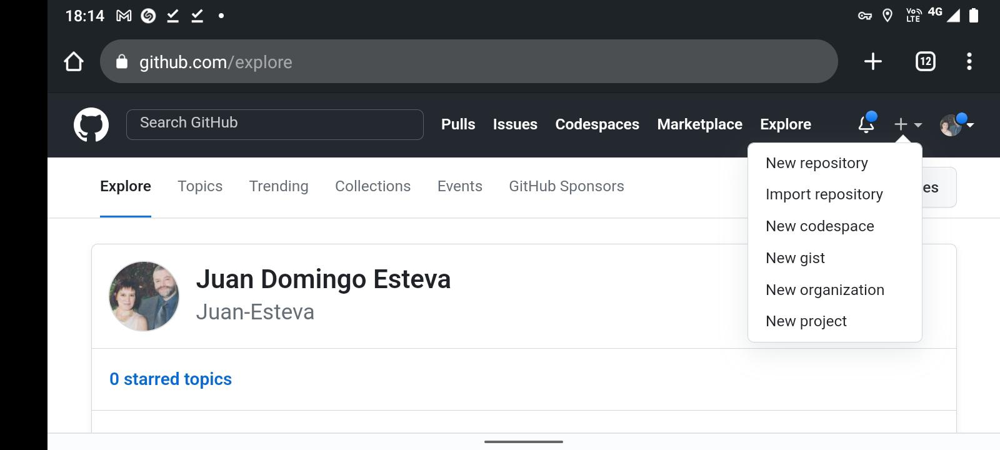 18:14
Vo LTE 4G
github.com/explore
12
Search GitHub
Pulls Issues Codespaces Marketplace Explore
New repository
Import repository
New codespace
New gist
New organization
New project
Explore Topics Trending Collections Events GitHub Sponsors
es
Juan Domingo Esteva
Juan-Esteva
0 starred topics